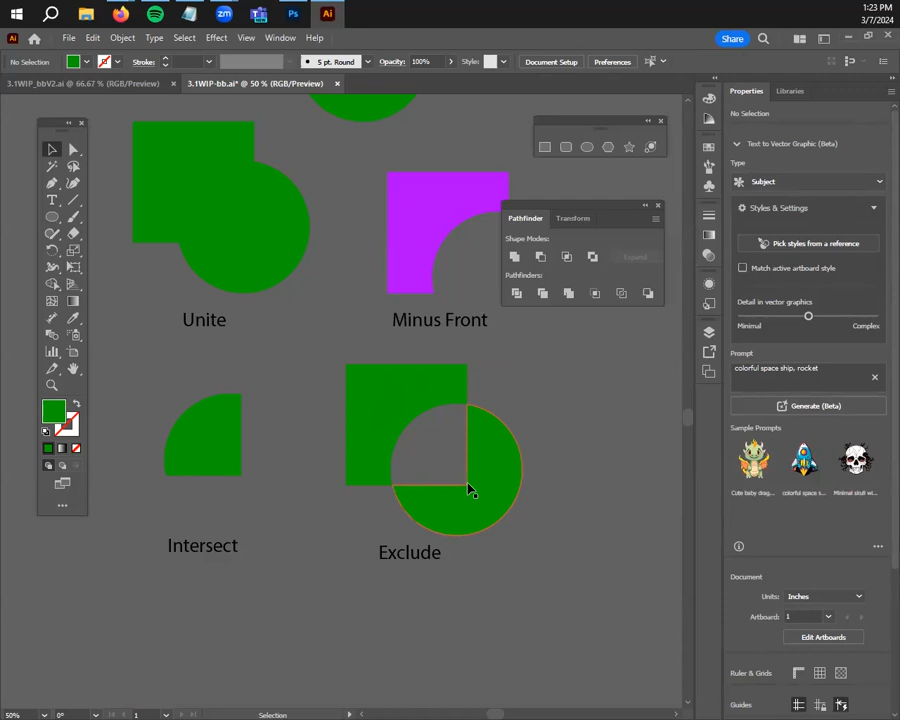 1:23 PM
3/7/2024
File Edit Object Type Select Effect View Window Help
Share
No Selection
Stroke:
5 pt. Round
Opacity: 100%
Style:
Document Setup
Preferences
3.1WIP_bbV2.ai @ 66.67 % (RGB/Preview)
3.1WIP-bb.ai* @ 50 % (RGB/Preview)
Properties
Libraries
No Selection
Text to Vector Graphic (Beta)
Type
Subject
Styles & Settings
Pick styles from a reference
Match active artboard style
Detail in vector graphics
Minimal
Complex
Prompt
colorful space ship, rocket
Generate (Beta)
Sample Prompts
Cute baby drag...
colorful space s...
Minimal skull wi...
Document
Units:
Inches
Artboard:
1
Edit Artboards
Ruler & Grids
Guides
Pathfinder
Transform
Shape Modes:
Expand
Pathfinders:
Unite
Minus Front
Intersect
Exclude
50%
0°
1
Selection
Ps
Ai
Ai